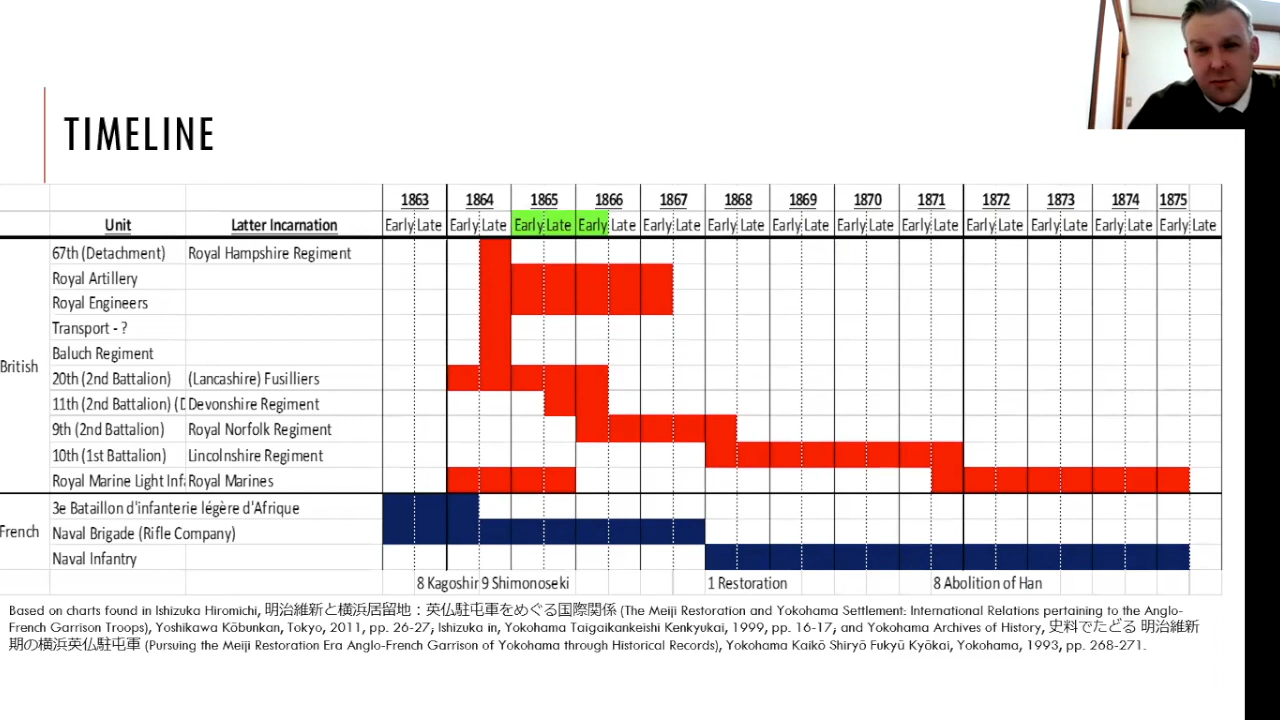 TIMELINE
1863 1864 1865 1866 1867 1868 1869 1870 1871 1872 1873 1874 1875
Unit Latter Incarnation Early Late Early Late Early Late Early Late Early Late Early Late Early Late Early Late Early Late Early Late Early Late Early Late Early Late
67th (Detachment) Royal Hampshire Regiment
Royal Artillery
Royal Engineers
Transport - ?
Baluch Regiment
British
20th (2nd Battalion) (Lancashire) Fusilliers
11th (2nd Battalion) (D Devonshire Regiment
9th (2nd Battalion) Royal Norfolk Regiment
10th (1st Battalion) Lincolnshire Regiment
Royal Marine Light Infa Royal Marines
3e Bataillon d'infanterie légère d'Afrique
French Naval Brigade (Rifle Company)
Naval Infantry
8 Kagoshir 9 Shimonoseki 1 Restoration 8 Abolition of Han
Based on charts found in Ishizuka Hiromichi, 明治維新と横浜居留地：英仏駐屯軍をめぐる国際関係 (The Meiji Restoration and Yokohama Settlement: International Relations pertaining to the Anglo-
French Garrison Troops), Yoshikawa Kōbunkan, Tokyo, 2011, pp. 26-27; Ishizuka in, Yokohama Taigaikankeishi Kenkyukai, 1999, pp. 16-17; and Yokohama Archives of History, 史料でたどる 明治維新
期の横浜英仏駐屯軍 (Pursuing the Meiji Restoration Era Anglo-French Garrison of Yokohama through Historical Records), Yokohama Kaikō Shiryō Fukyū Kyōkai, Yokohama, 1993, pp. 268-271.